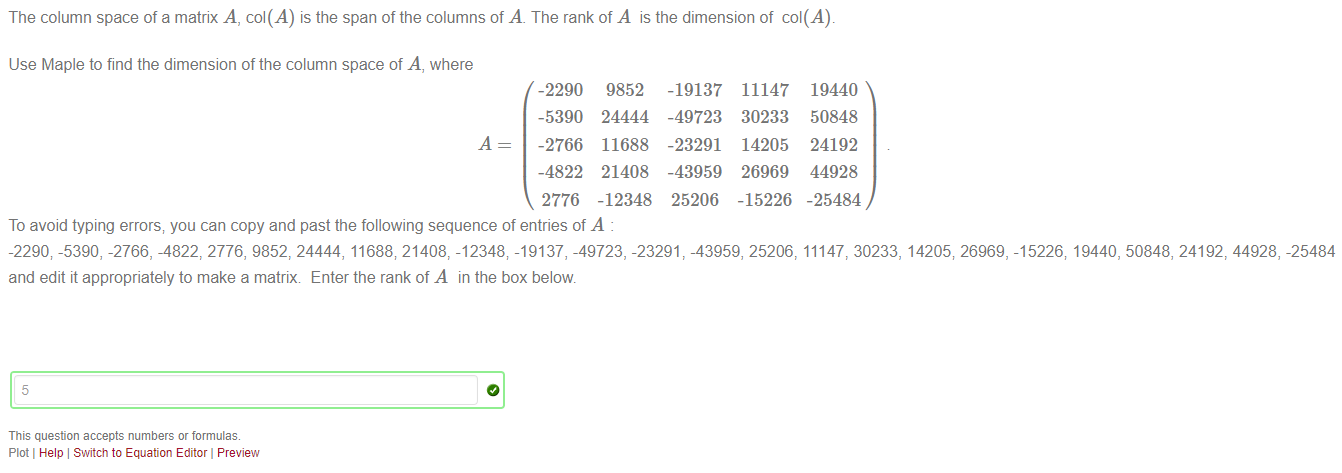 The column space of a matrix A, col(A) is the span of the columns of A. The rank of A is the dimension of col(A).
Use Maple to find the dimension of the column space of A, where
-2290 9852 -19137 11147 19440
-5390 24444 -49723 30233 50848
A = -2766 11688 -23291 14205 24192 .
-4822 21408 -43959 26969 44928
2776 -12348 25206 -15226 -25484
To avoid typing errors, you can copy and past the following sequence of entries of A :
-2290, -5390, -2766, -4822, 2776, 9852, 24444, 11688, 21408, -12348, -19137, -49723, -23291, -43959, 25206, 11147, 30233, 14205, 26969, -15226, 19440, 50848, 24192, 44928, -25484
and edit it appropriately to make a matrix. Enter the rank of A in the box below.
5
This question accepts numbers or formulas.
Plot | Help | Switch to Equation Editor | Preview